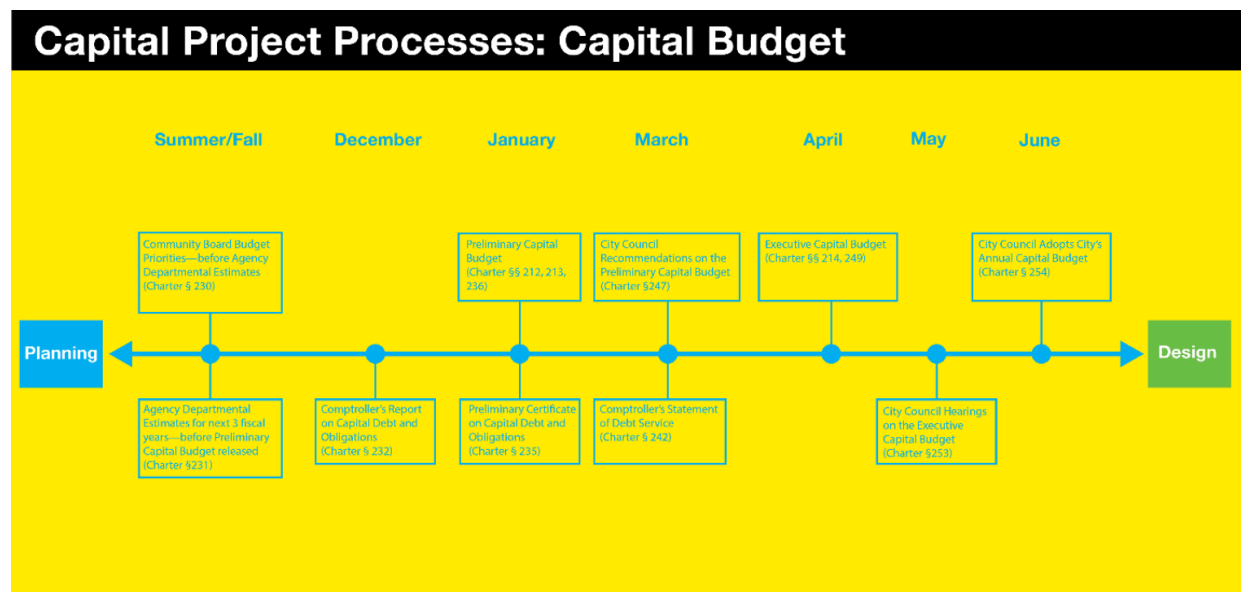 Capital Project Processes: Capital Budget
Summer/Fall
December
January
March
April
May
June
Community Board Budget
Priorities—before Agency
Departmental Estimates
(Charter § 230)
Preliminary Capital
Budget
(Charter §§ 212, 213,
236)
City Council
Recommendations on the
Preliminary Capital Budget
(Charter §247)
Executive Capital Budget
(Charter §§ 214, 249)
City Council Adopts City's
Annual Capital Budget
(Charter § 254)
Planning
Design
Agency Departmental
Estimates for next 3 fiscal
years—before Preliminary
Capital Budget released
(Charter §231)
Comptroller's Report
on Capital Debt and
Obligations
(Charter § 232)
Preliminary Certificate
on Capital Debt and
Obligations
(Charter § 235)
Comptroller's Statement
of Debt Service
(Charter § 242)
City Council Hearings
on the Executive
Capital Budget
(Charter §253)